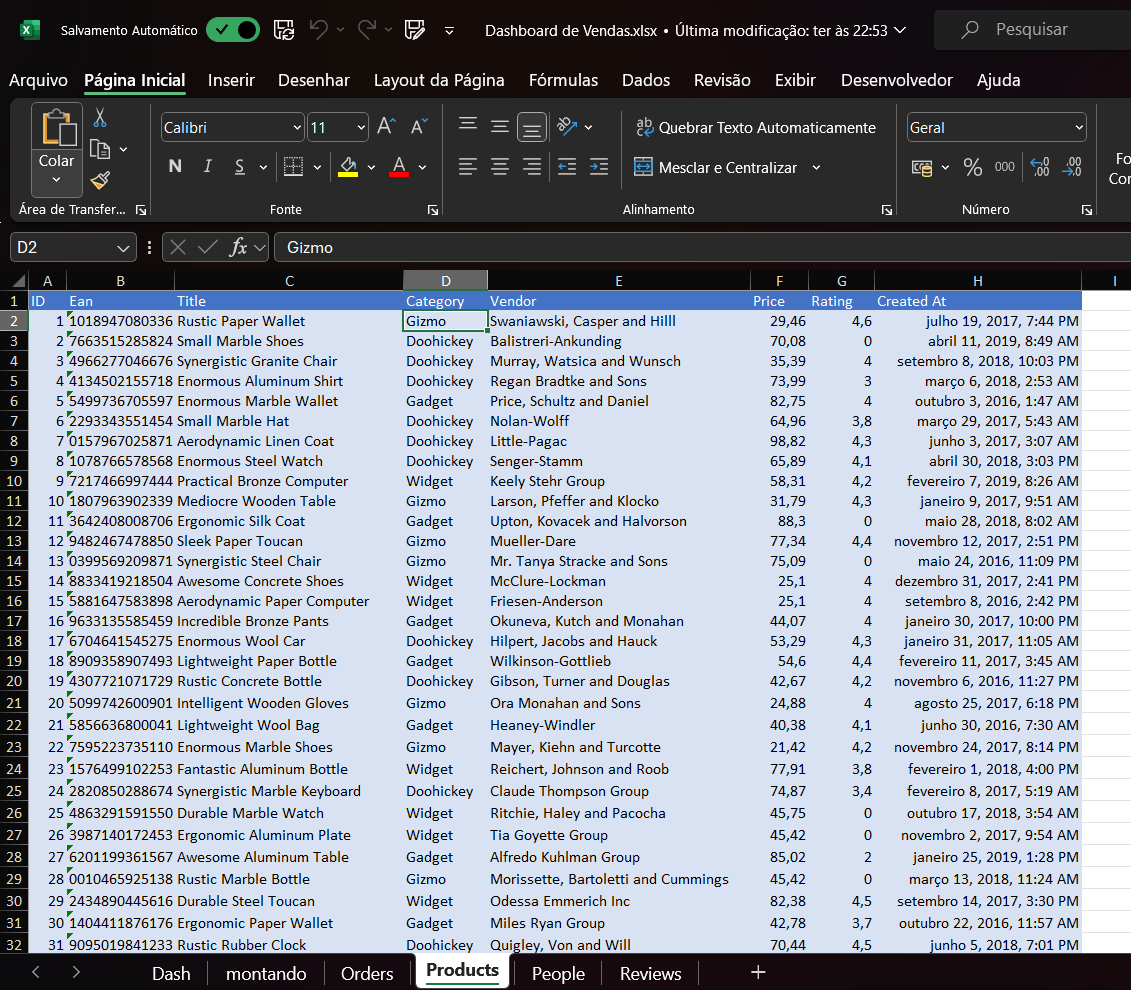 Salvamento Automático Dashboard de Vendas.xlsx • Última modificação: ter às 22:53 Pesquisar
Arquivo Página Inicial Inserir Desenhar Layout da Página Fórmulas Dados Revisão Exibir Desenvolvedor Ajuda
Colar Calibri 11 A A ab Quebrar Texto Automaticamente Geral
N I S A Mesclar e Centralizar % 000 ,00 ,00 Fo
Cor
Área de Transfer... Fonte Alinhamento Número
D2 fx Gizmo
A B C D E F G H I
1 ID Ean Title Category Vendor Price Rating Created At
2 1 1018947080336 Rustic Paper Wallet Gizmo Swaniawski, Casper and Hilll 29,46 4,6 julho 19, 2017, 7:44 PM
3 2 7663515285824 Small Marble Shoes Doohickey Balistreri-Ankunding 70,08 0 abril 11, 2019, 8:49 AM
4 3 4966277046676 Synergistic Granite Chair Doohickey Murray, Watsica and Wunsch 35,39 4 setembro 8, 2018, 10:03 PM
5 4 4134502155718 Enormous Aluminum Shirt Doohickey Regan Bradtke and Sons 73,99 3 março 6, 2018, 2:53 AM
6 5 5499736705597 Enormous Marble Wallet Gadget Price, Schultz and Daniel 82,75 4 outubro 3, 2016, 1:47 AM
7 6 2293343551454 Small Marble Hat Doohickey Nolan-Wolff 64,96 3,8 março 29, 2017, 5:43 AM
8 7 0157967025871 Aerodynamic Linen Coat Doohickey Little-Pagac 98,82 4,3 junho 3, 2017, 3:07 AM
9 8 1078766578568 Enormous Steel Watch Doohickey Senger-Stamm 65,89 4,1 abril 30, 2018, 3:03 PM
10 9 7217466997444 Practical Bronze Computer Widget Keely Stehr Group 58,31 4,2 fevereiro 7, 2019, 8:26 AM
11 10 1807963902339 Mediocre Wooden Table Gizmo Larson, Pfeffer and Klocko 31,79 4,3 janeiro 9, 2017, 9:51 AM
12 11 3642408008706 Ergonomic Silk Coat Gadget Upton, Kovacek and Halvorson 88,3 0 maio 28, 2018, 8:02 AM
13 12 9482467478850 Sleek Paper Toucan Gizmo Mueller-Dare 77,34 4,4 novembro 12, 2017, 2:51 PM
14 13 0399569209871 Synergistic Steel Chair Gizmo Mr. Tanya Stracke and Sons 75,09 0 maio 24, 2016, 11:09 PM
15 14 8833419218504 Awesome Concrete Shoes Widget McClure-Lockman 25,1 4 dezembro 31, 2017, 2:41 PM
16 15 5881647583898 Aerodynamic Paper Computer Widget Friesen-Anderson 25,1 4 setembro 8, 2016, 2:42 PM
17 16 9633135585459 Incredible Bronze Pants Gadget Okuneva, Kutch and Monahan 44,07 4 janeiro 30, 2017, 10:00 PM
18 17 6704641545275 Enormous Wool Car Doohickey Hilpert, Jacobs and Hauck 53,29 4,3 janeiro 31, 2017, 11:05 AM
19 18 8909358907493 Lightweight Paper Bottle Gadget Wilkinson-Gottlieb 54,6 4,4 fevereiro 11, 2017, 3:45 AM
20 19 4307721071729 Rustic Concrete Bottle Doohickey Gibson, Turner and Douglas 42,67 4,2 novembro 6, 2016, 11:27 PM
21 20 5099742600901 Intelligent Wooden Gloves Gizmo Ora Monahan and Sons 24,88 4 agosto 25, 2017, 6:18 PM
22 21 5856636800041 Lightweight Wool Bag Gadget Heaney-Windler 40,38 4,1 junho 30, 2016, 7:30 AM
23 22 7595223735110 Enormous Marble Shoes Gizmo Mayer, Kiehn and Turcotte 21,42 4,2 novembro 24, 2017, 8:14 PM
24 23 1576499102253 Fantastic Aluminum Bottle Widget Reichert, Johnson and Roob 77,91 3,8 fevereiro 1, 2018, 4:00 PM
25 24 2820850288674 Synergistic Marble Keyboard Doohickey Claude Thompson Group 74,87 3,4 fevereiro 8, 2017, 5:19 AM
26 25 4863291591550 Durable Marble Watch Widget Ritchie, Haley and Pacocha 45,75 0 outubro 17, 2018, 3:54 AM
27 26 3987140172453 Ergonomic Aluminum Plate Widget Tia Goyette Group 45,42 0 novembro 2, 2017, 9:54 AM
28 27 6201199361567 Awesome Aluminum Table Gadget Alfredo Kuhlman Group 85,02 2 janeiro 25, 2019, 1:28 PM
29 28 0010465925138 Rustic Marble Bottle Gizmo Morissette, Bartoletti and Cummings 45,42 0 março 13, 2018, 11:24 AM
30 29 2434890445616 Durable Steel Toucan Widget Odessa Emmerich Inc 82,38 4,5 setembro 14, 2017, 3:30 PM
31 30 1404411876176 Ergonomic Paper Wallet Gadget Miles Ryan Group 42,78 3,7 outubro 22, 2016, 11:57 AM
32 31 9095019841233 Rustic Rubber Clock Doohickey Quigley, Von and Will 70,44 4,5 junho 5, 2018, 7:01 PM
Dash montando Orders Products People Reviews